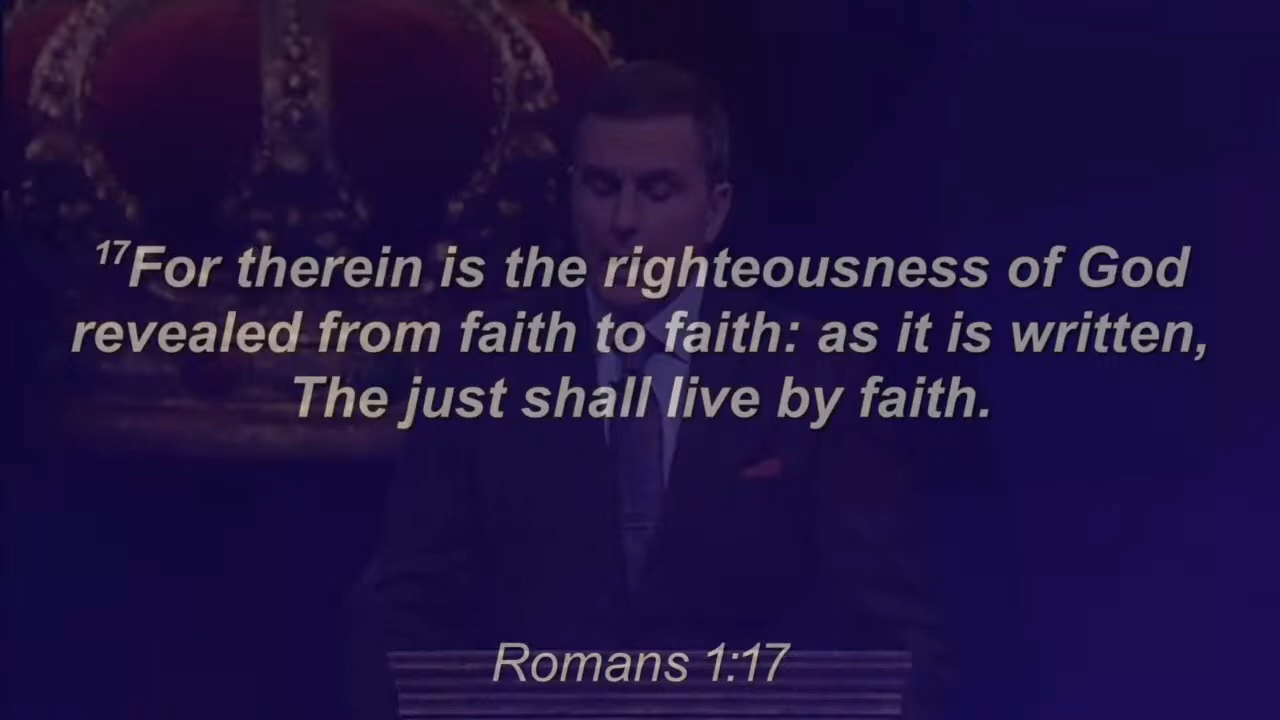 17For therein is the righteousness of God
revealed from faith to faith: as it is written,
The just shall live by faith.
Romans 1:17